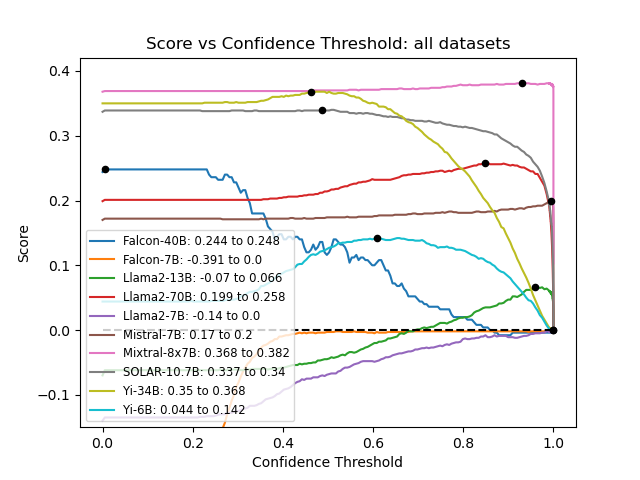 Score vs Confidence Threshold: all datasets
Score
0.4
0.3
0.2
0.1
0.0
−0.1
Falcon-40B: 0.244 to 0.248
Falcon-7B: -0.391 to 0.0
Llama2-13B: -0.07 to 0.066
Llama2-70B: 0.199 to 0.258
Llama2-7B: -0.14 to 0.0
Mistral-7B: 0.17 to 0.2
Mixtral-8x7B: 0.368 to 0.382
SOLAR-10.7B: 0.337 to 0.34
Yi-34B: 0.35 to 0.368
Yi-6B: 0.044 to 0.142
0.0 0.2 0.4 0.6 0.8 1.0
Confidence Threshold